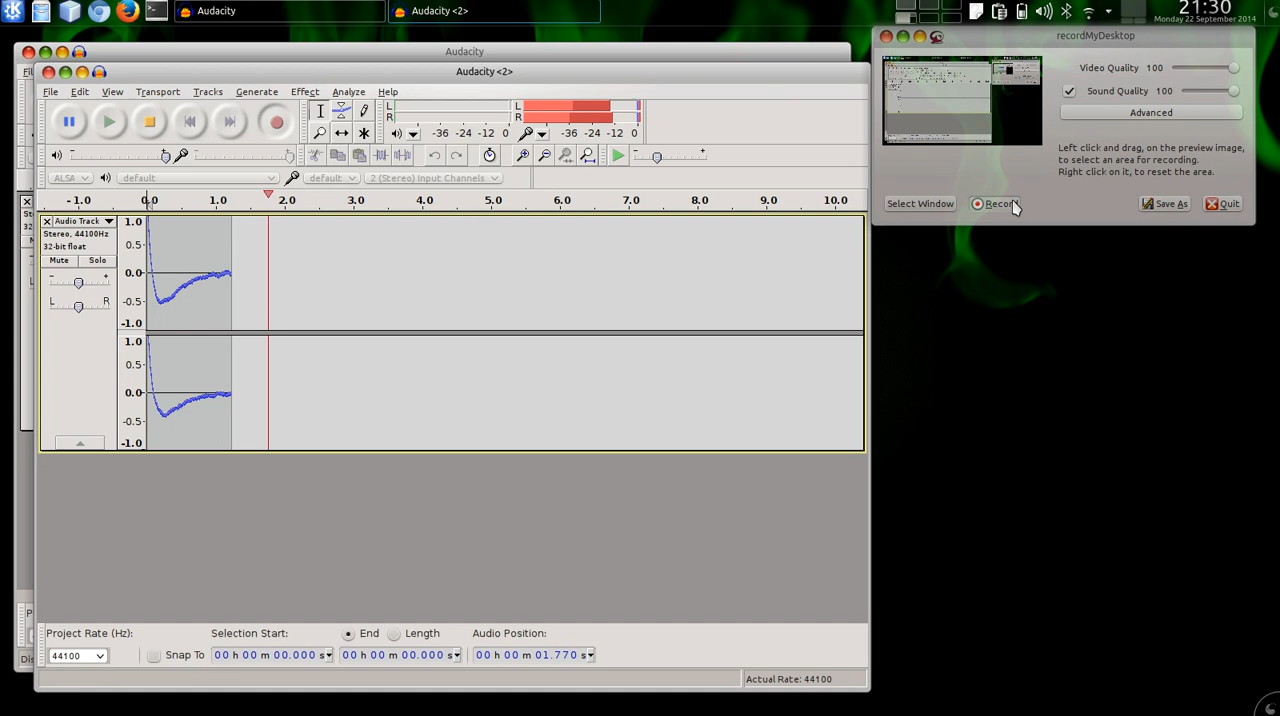 Audacity
Audacity <2>
21:30
Monday 22 September 2014
Audacity
recordMyDesktop
Audacity <2>
Video Quality 100
Sound Quality 100
Advanced
Left click and drag, on the preview image,
to select an area for recording.
Right click on it, to reset the area.
Select Window
Save As
Quit
File Edit View Transport Tracks Generate Effect Analyze Help
L
R
-36 -24 -12 0
L
R
-36 -24 -12 0
ALSA default default 2 (Stereo) Input Channels
- 1.0 0.0 1.0 2.0 3.0 4.0 5.0 6.0 7.0 8.0 9.0 10.0
Audio Track
Stereo, 44100Hz
32-bit float
Mute Solo
- +
L R
1.0
0.5
0.0
-0.5
-1.0
1.0
0.5
0.0
-0.5
-1.0
Project Rate (Hz):
44100
Snap To
Selection Start:
00 h 00 m 00.000 s
End Length
00 h 00 m 00.000 s
Audio Position:
00 h 00 m 01.770 s
Actual Rate: 44100